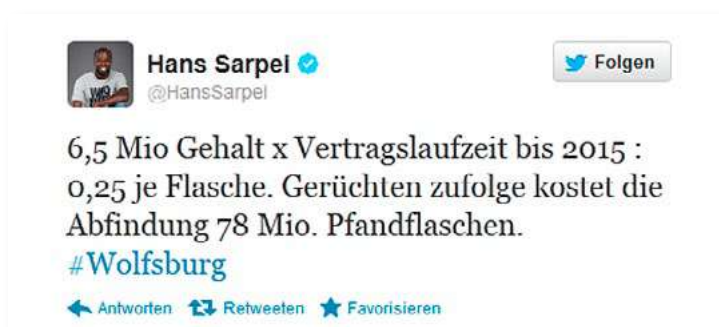 Hans Sarpei
@HansSarpei
Folgen
6,5 Mio Gehalt x Vertragslaufzeit bis 2015 :
0,25 je Flasche. Gerüchten zufolge kostet die
Abfindung 78 Mio. Pfandflaschen.
#Wolfsburg
Antworten Retweeten Favorisieren